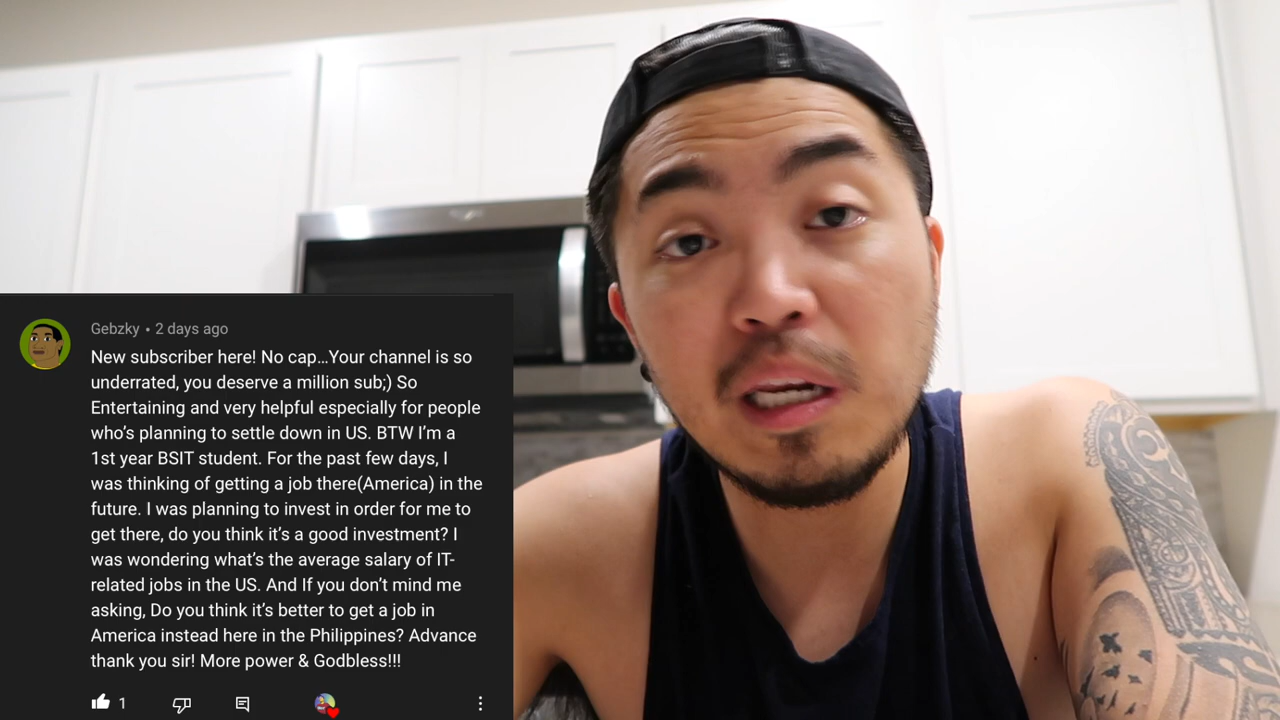 Gebzky • 2 days ago
New subscriber here! No cap…Your channel is so
underrated, you deserve a million sub;) So
Entertaining and very helpful especially for people
who's planning to settle down in US. BTW I'm a
1st year BSIT student. For the past few days, I
was thinking of getting a job there(America) in the
future. I was planning to invest in order for me to
get there, do you think it's a good investment? I
was wondering what's the average salary of IT-
related jobs in the US. And If you don't mind me
asking, Do you think it's better to get a job in
America instead here in the Philippines? Advance
thank you sir! More power & Godbless!!!
1